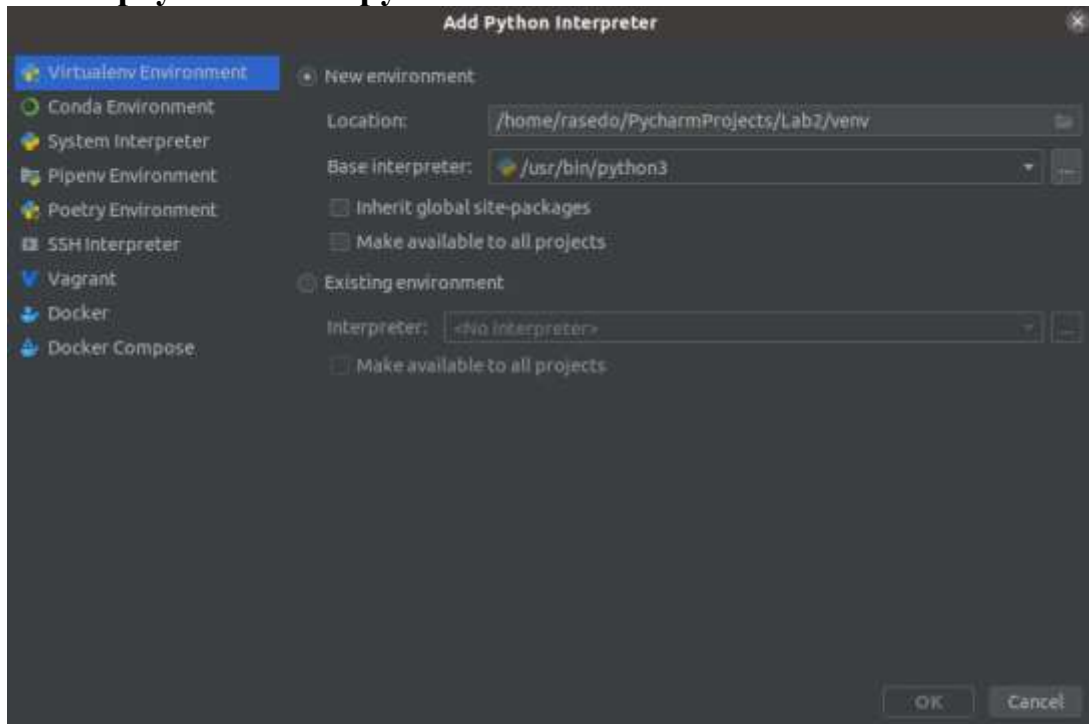 Add Python Interpreter
Virtualenv Environment
Conda Environment
System Interpreter
Pipenv Environment
Poetry Environment
SSH Interpreter
Vagrant
Docker
Docker Compose
New environment
Location: /home/rasedo/PycharmProjects/Lab2/venv
Base interpreter: /usr/bin/python3 ...
Inherit global site-packages
Make available to all projects
Existing environment
Interpreter: <No interpreter> ...
Make available to all projects
OK Cancel